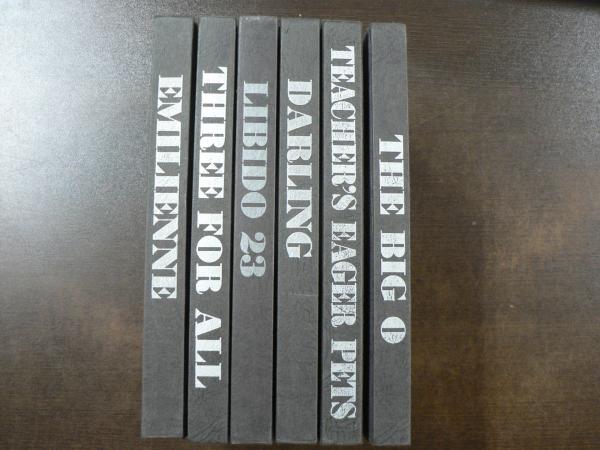 EMILIENNE
THREE FOR ALL
LIBIDO 23
DARLING
TEACHER'S EAGER PETS
THE BIG O